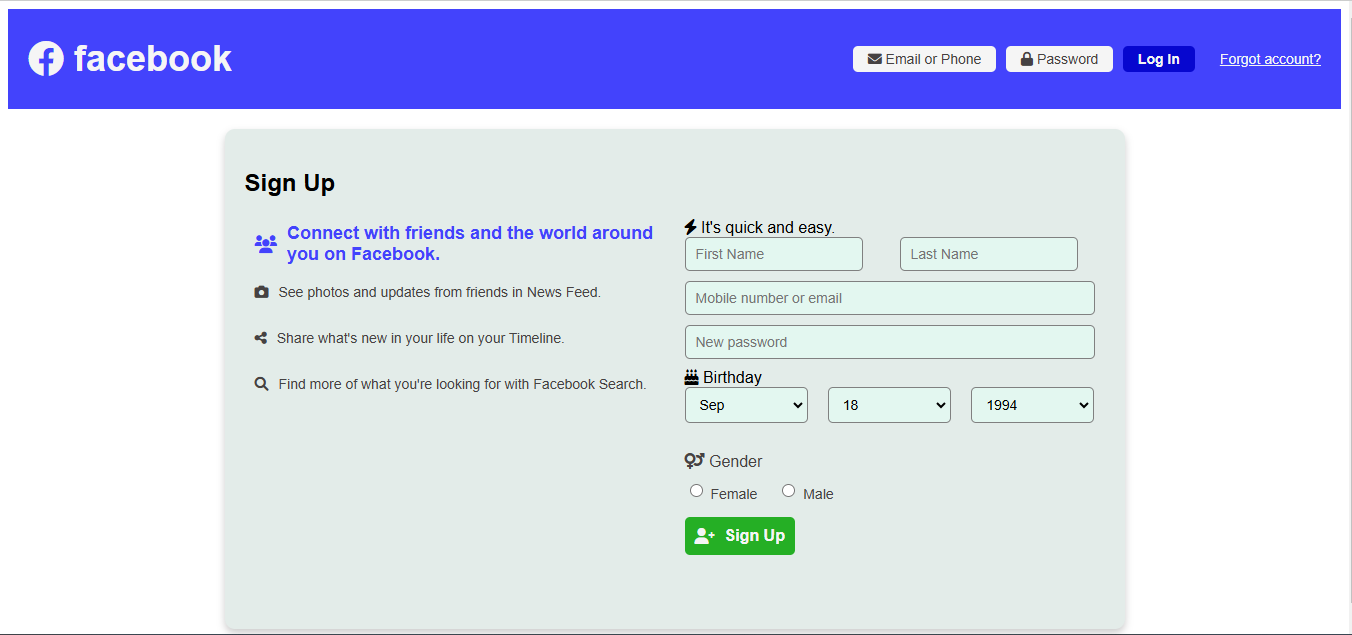 facebook
Email or Phone
Password
Log In
Forgot account?
Sign Up
Connect with friends and the world around
you on Facebook.
See photos and updates from friends in News Feed.
Share what's new in your life on your Timeline.
Find more of what you're looking for with Facebook Search.
It's quick and easy.
First Name
Last Name
Mobile number or email
New password
Birthday
Sep
18
1994
Gender
Female
Male
Sign Up